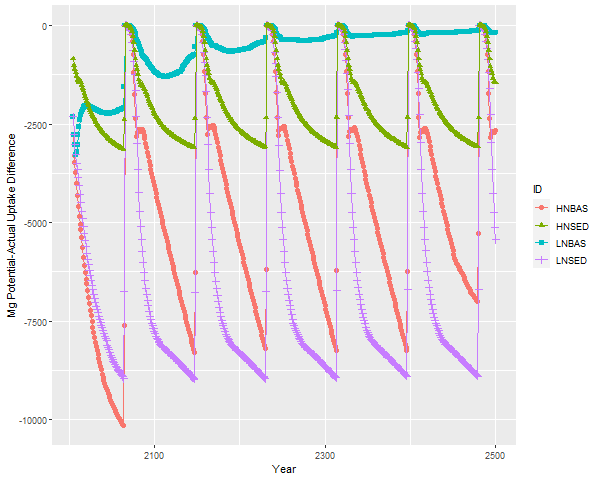 0
-2500
-5000
-7500
-10000
Mg Potential-Actual Uptake Difference
2100
2300
2500
Year
ID
HNBAS
HNSED
LNBAS
LNSED